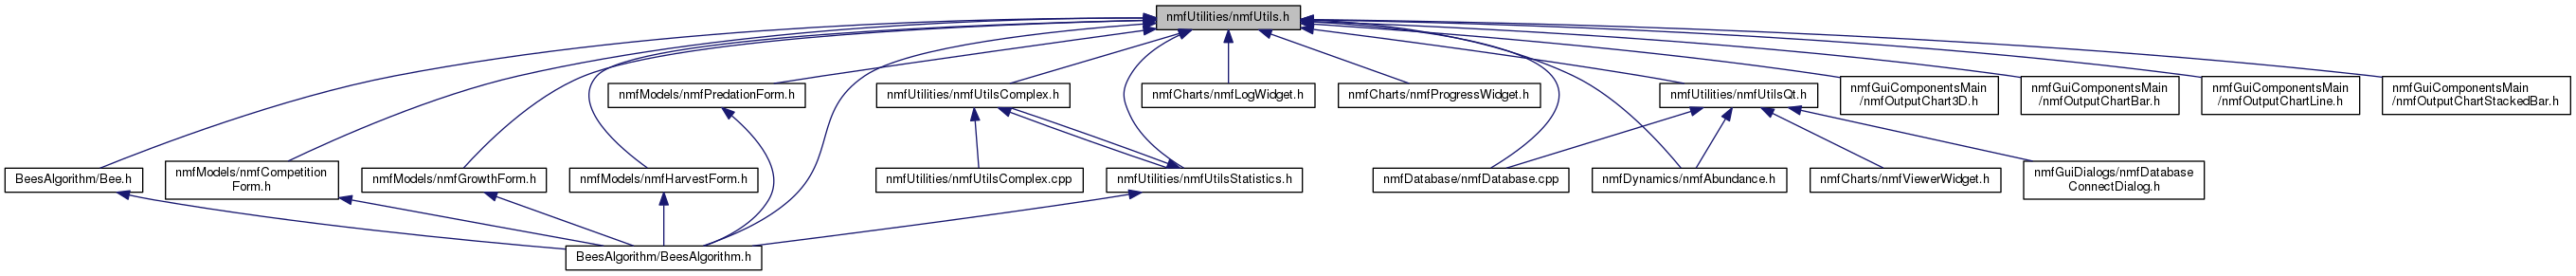 nmfUtilities/nmfUtils.h
nmfModels/nmfPredationForm.h
nmfUtilities/nmfUtilsComplex.h
nmfCharts/nmfLogWidget.h
nmfCharts/nmfProgressWidget.h
nmfUtilities/nmfUtilsQt.h
nmfGuiComponentsMain
/nmfOutputChart3D.h
nmfGuiComponentsMain
/nmfOutputChartBar.h
nmfGuiComponentsMain
/nmfOutputChartLine.h
nmfGuiComponentsMain
/nmfOutputChartStackedBar.h
BeesAlgorithm/Bee.h
nmfModels/nmfCompetition
Form.h
nmfModels/nmfGrowthForm.h
nmfModels/nmfHarvestForm.h
nmfUtilities/nmfUtilsComplex.cpp
nmfUtilities/nmfUtilsStatistics.h
nmfDatabase/nmfDatabase.cpp
nmfDynamics/nmfAbundance.h
nmfCharts/nmfViewerWidget.h
nmfGuiDialogs/nmfDatabase
ConnectDialog.h
BeesAlgorithm/BeesAlgorithm.h